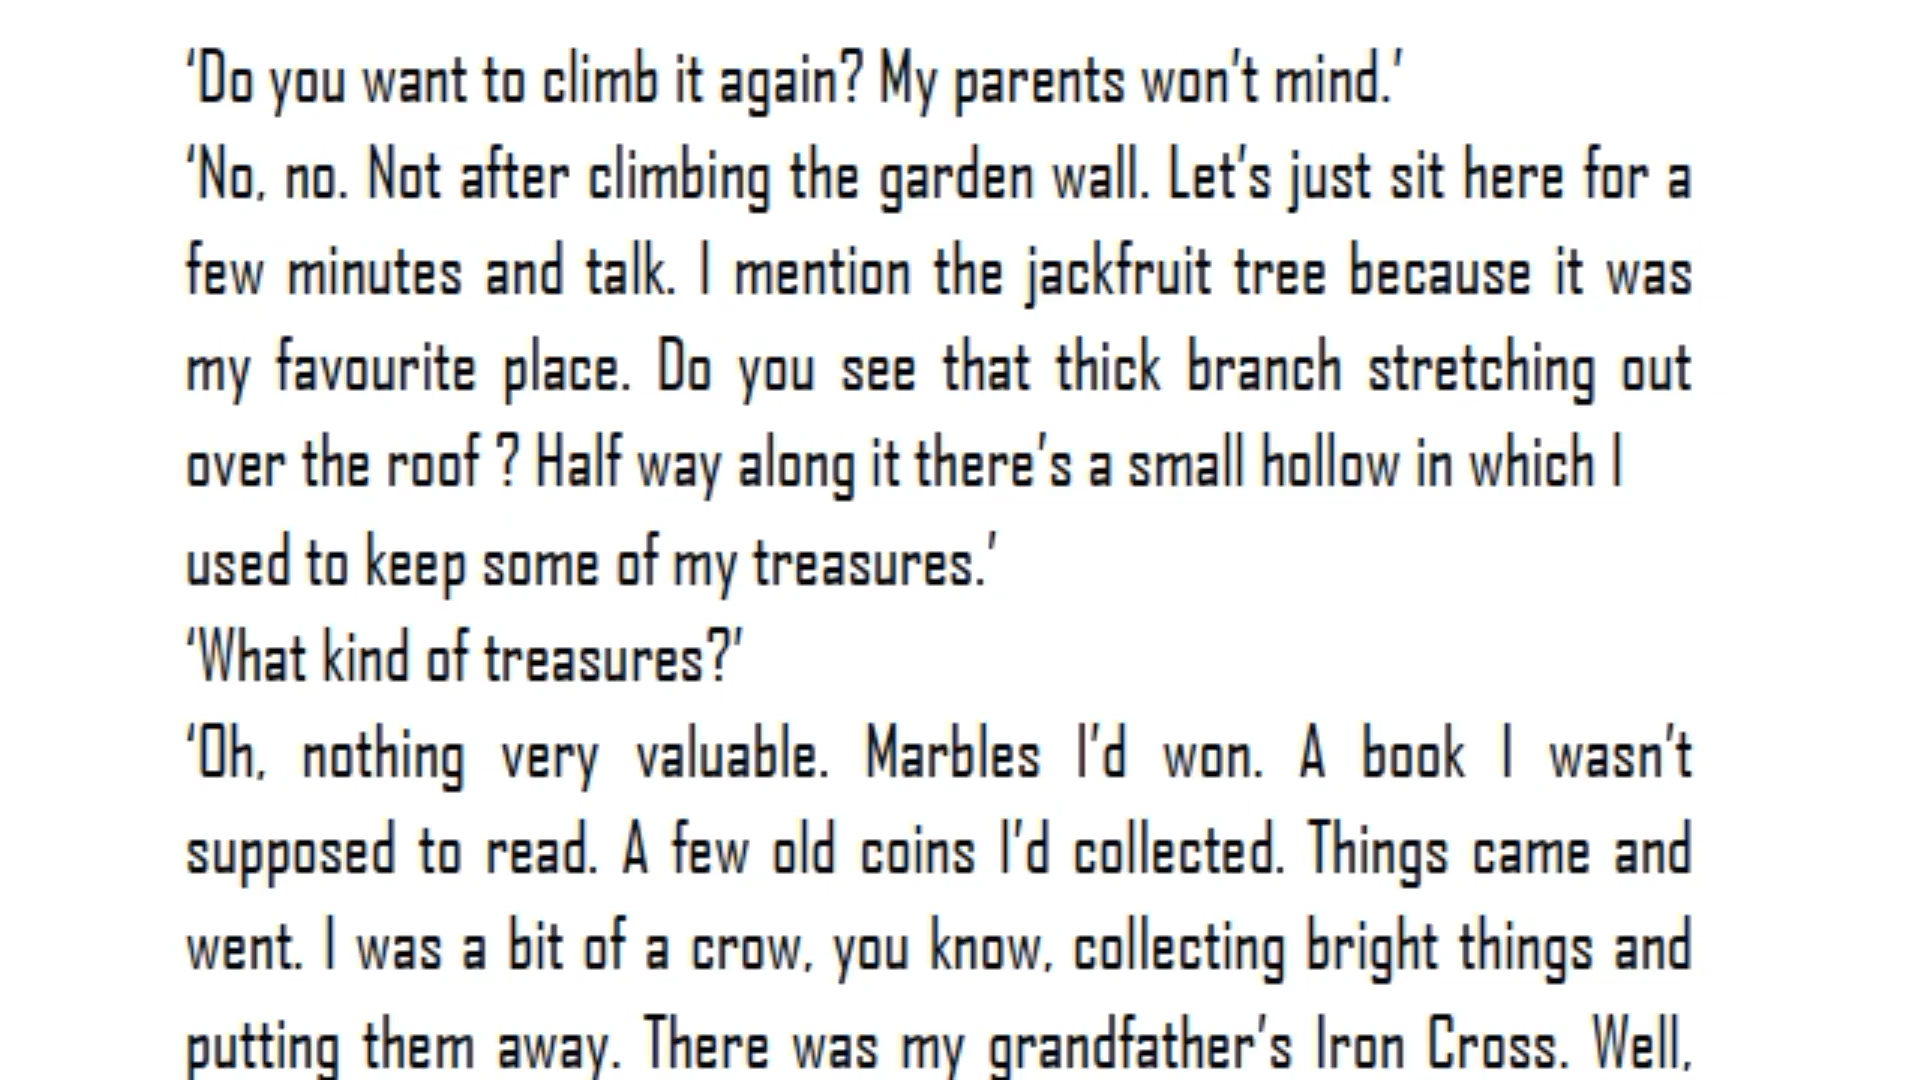 ‘Do you want to climb it again? My parents won’t mind.’
‘No, no. Not after climbing the garden wall. Let’s just sit here for a
few minutes and talk. I mention the jackfruit tree because it was
my favourite place. Do you see that thick branch stretching out
over the roof ? Half way along it there’s a small hollow in which I
used to keep some of my treasures.’
‘What kind of treasures?’
‘Oh, nothing very valuable. Marbles I’d won. A book I wasn’t
supposed to read. A few old coins I’d collected. Things came and
went. I was a bit of a crow, you know, collecting bright things and
putting them away. There was my grandfather’s Iron Cross. Well,